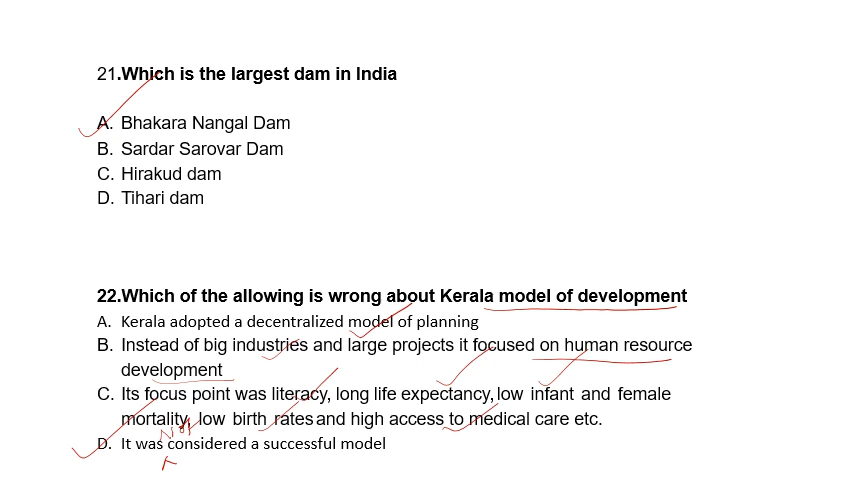 21.Which is the largest dam in India
A. Bhakara Nangal Dam
B. Sardar Sarovar Dam
C. Hirakud dam
D. Tihari dam
22.Which of the allowing is wrong about Kerala model of development
A. Kerala adopted a decentralized model of planning
B. Instead of big industries and large projects it focused on human resource
development
C. Its focus point was literacy, long life expectancy, low infant and female
mortality, low birth rates and high access to medical care etc.
D. It was considered a successful model